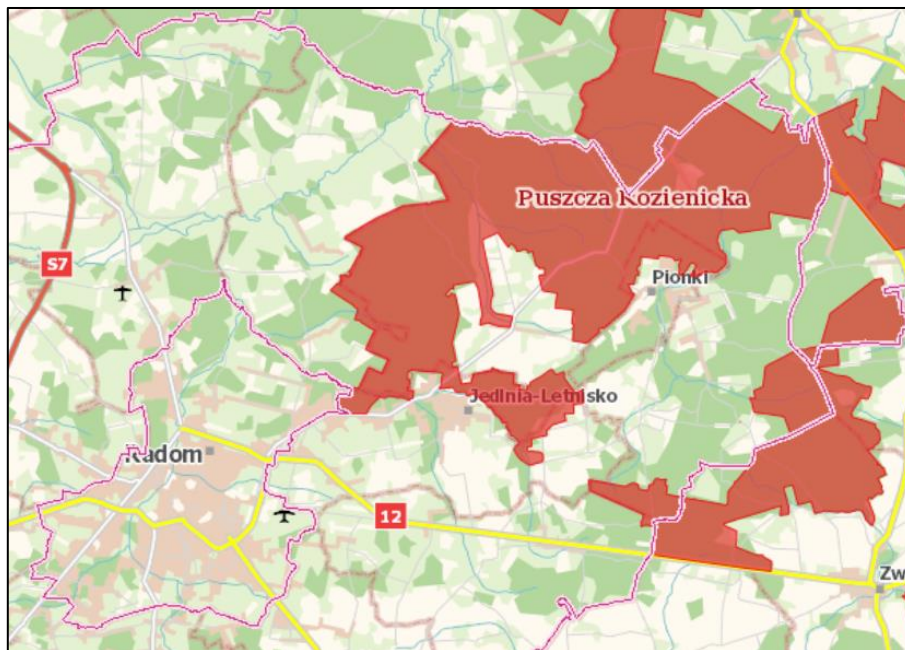 Puszcza Kozienicka
S7
Pionki
Jedlnia-Letnisko
Radom
12
Zw